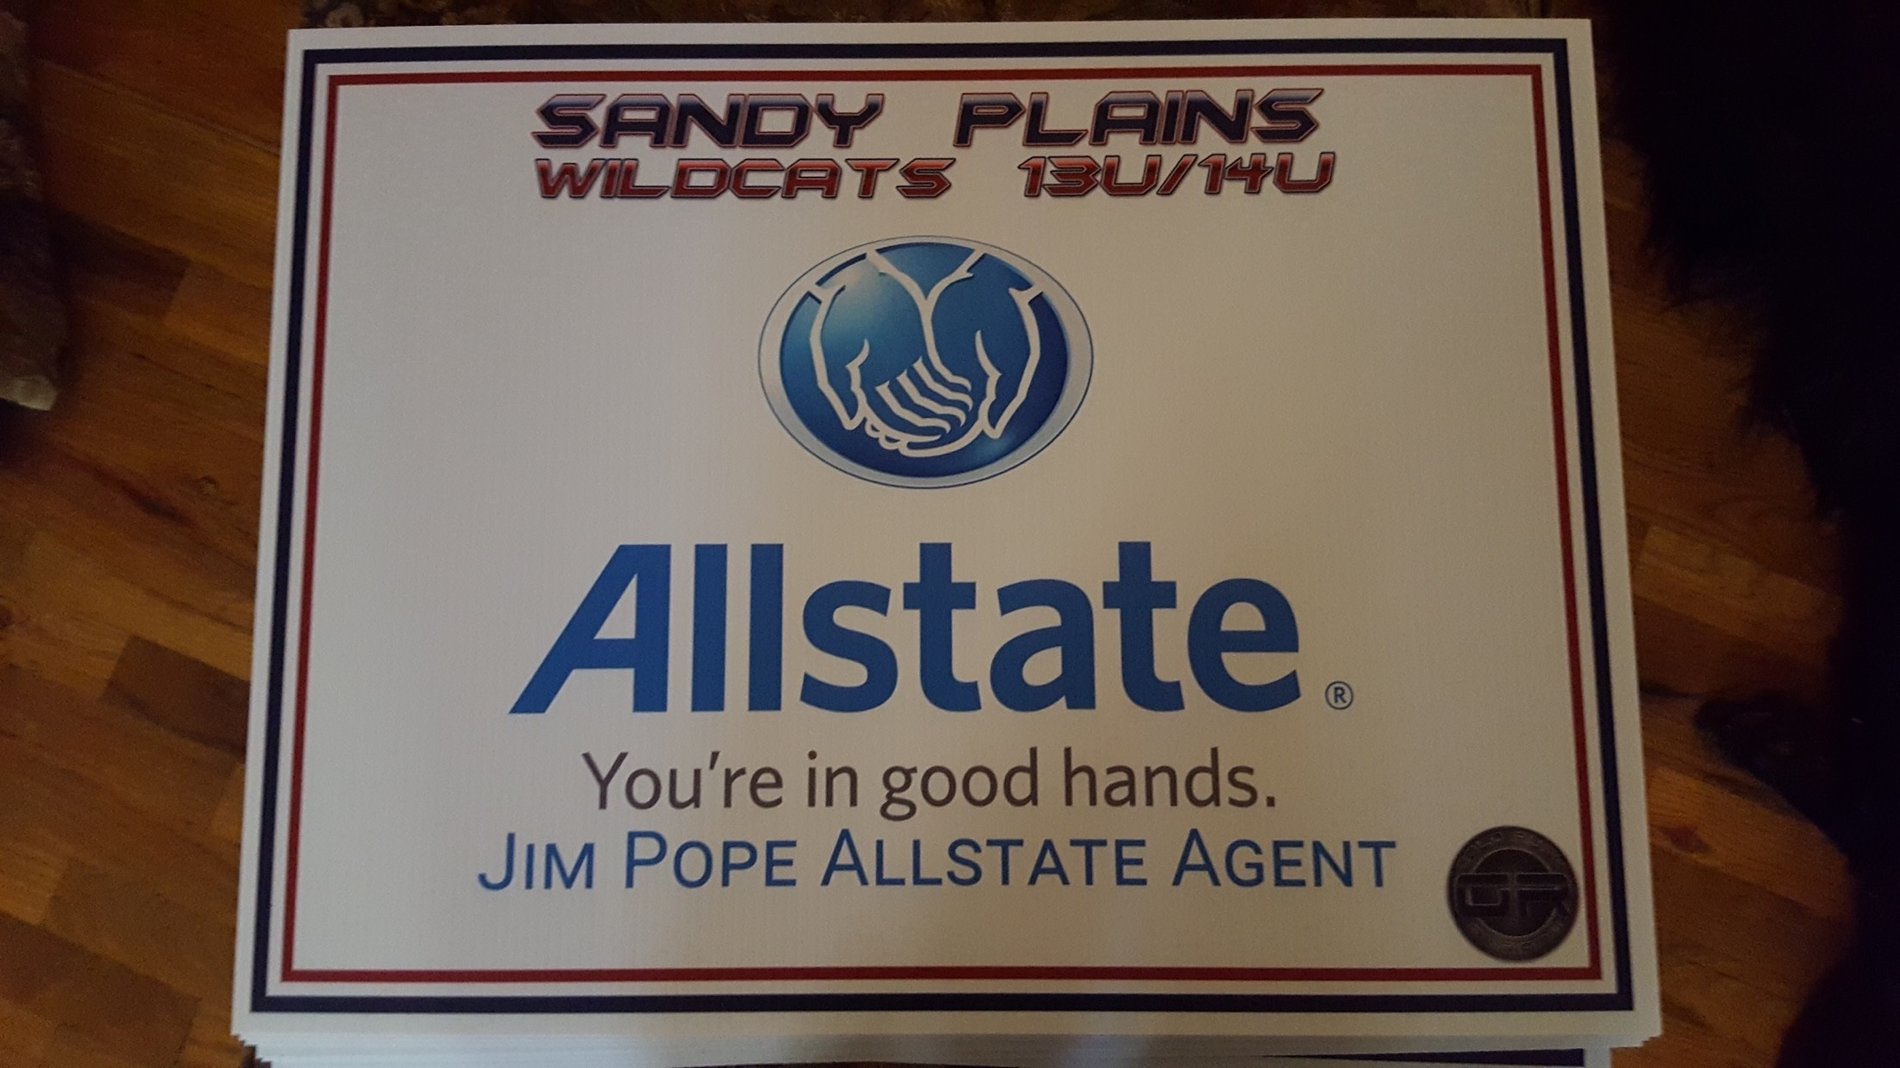 SANDY PLAINS
WILDCATS 13U/14U
Allstate ®
You're in good hands.
JIM POPE ALLSTATE AGENT